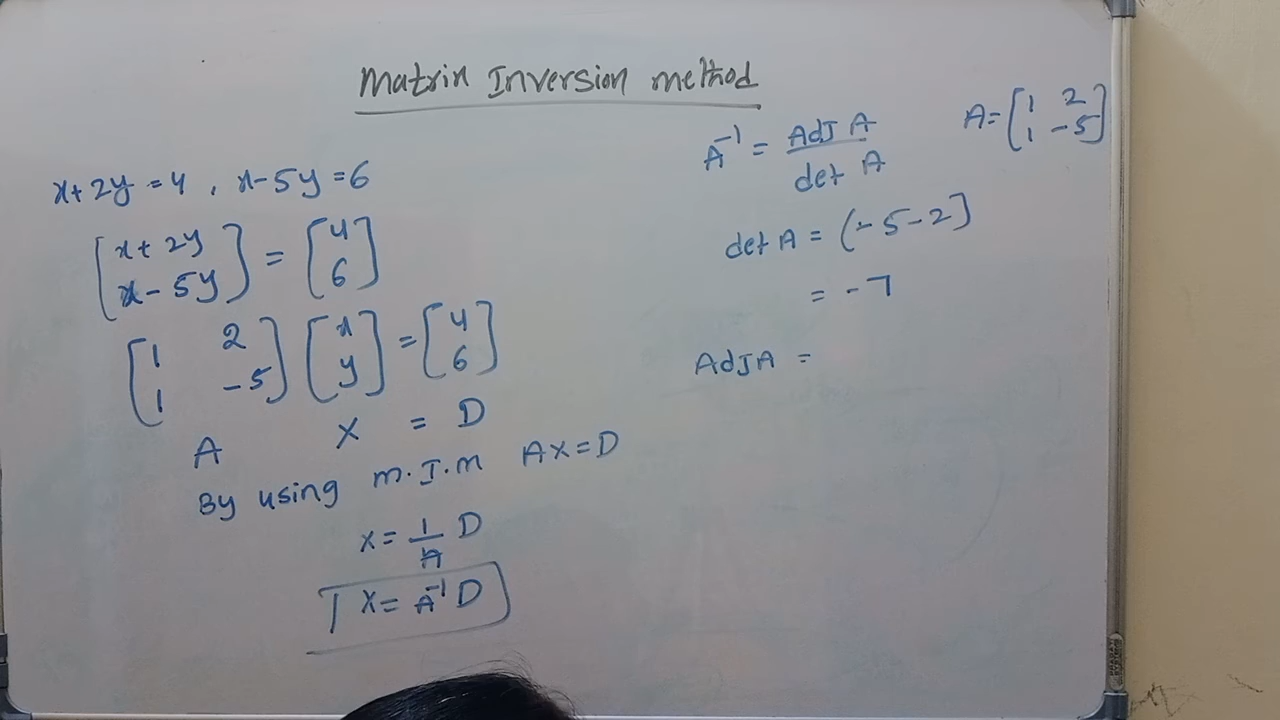 Matrix Inversion method
x+2y=4, x-5y=6
[x+2y
x-5y] = [4
6]
[1 2
1 -5] [x
y] = [4
6]
A X = D
By using M.I.M AX=D
X = 1/A D
X = A⁻¹ D
A⁻¹ = AdJ A / det A
A = [1 2
1 -5]
det A = (-5-2]
= -7
AdJA =